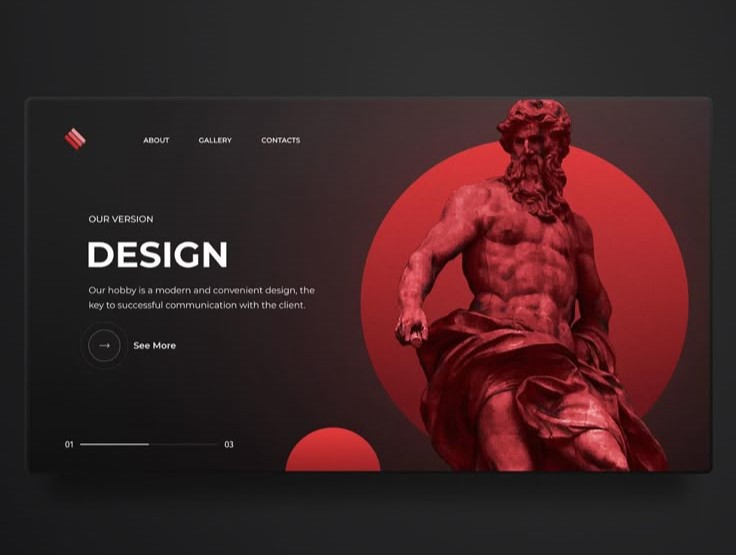 ABOUT GALLERY CONTACTS
OUR VERSION
DESIGN
Our hobby is a modern and convenient design, the
key to successful communication with the client.
→ See More
01 03